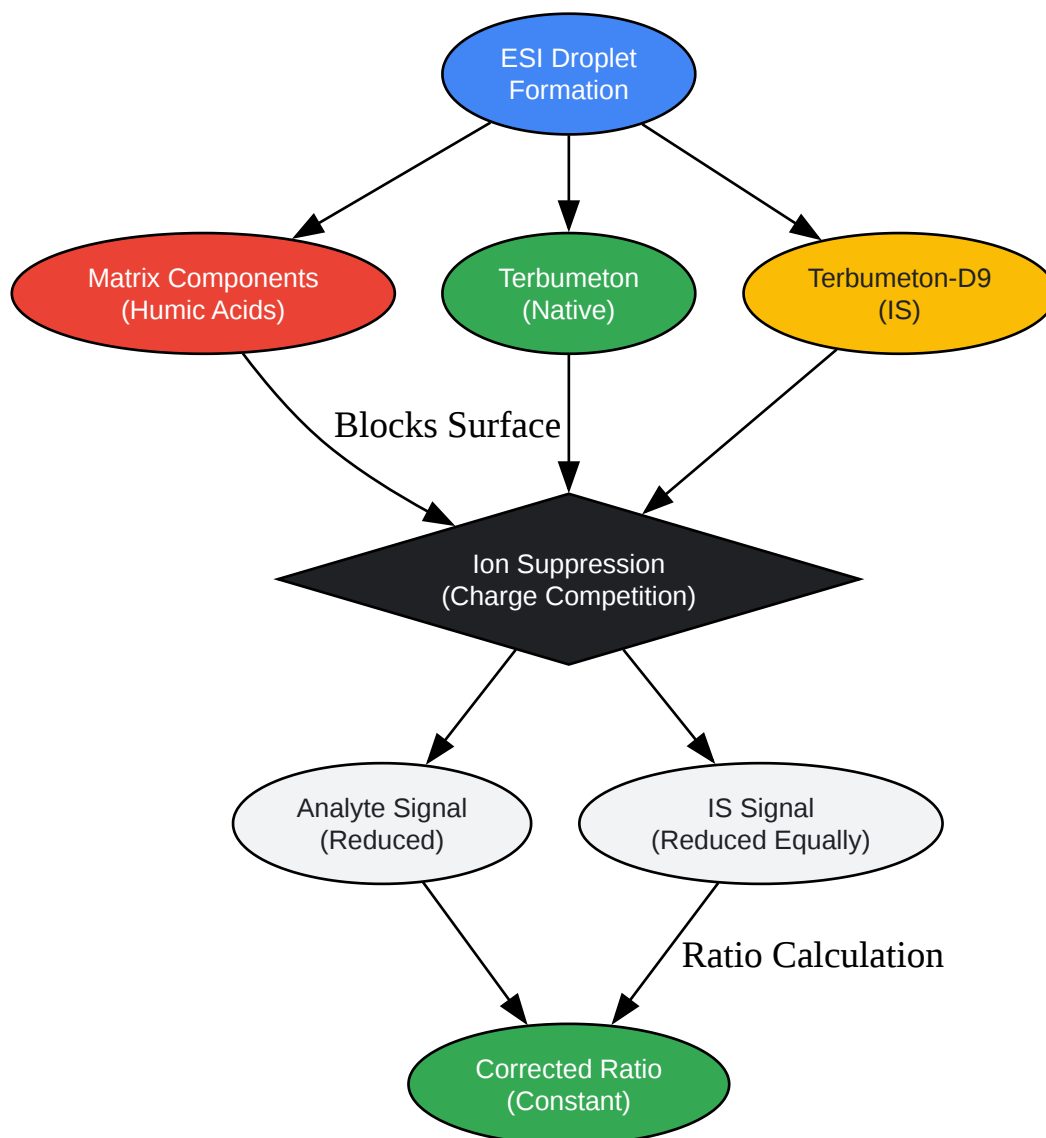 ESI Droplet
Formation
Matrix Components
(Humic Acids)
Terbumeton
(Native)
Terbumeton-D9
(IS)
Blocks Surface
Ion Suppression
(Charge Competition)
Analyte Signal
(Reduced)
IS Signal
(Reduced Equally)
Ratio Calculation
Corrected Ratio
(Constant)